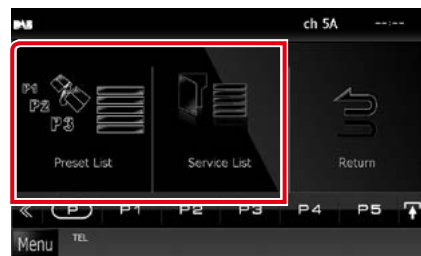 DAB ch 5A --:--
P1
P2
P3
Preset List Service List Return
P P1 P2 P3 P4 P5
Menu TEL